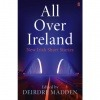 All Over
Ireland
New Irish Short Stories
Edited by
DEIRDRE MADDEN